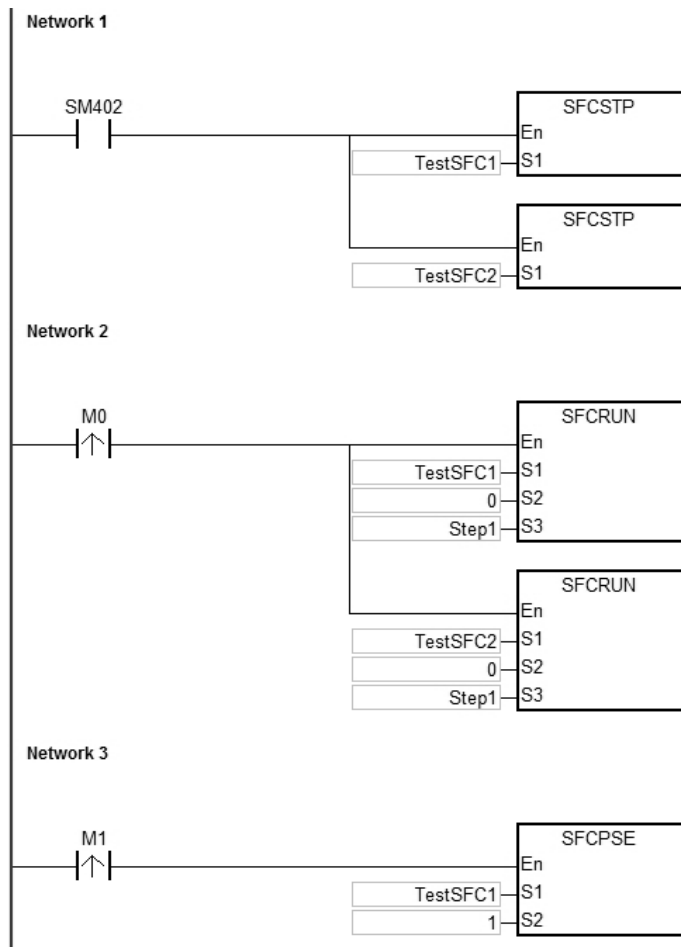 Network 1
SM402
SFCSTP
En
TestSFC1 S1
SFCSTP
En
TestSFC2 S1
Network 2
M0
SFCRUN
En
TestSFC1 S1
0 S2
Step1 S3
SFCRUN
En
TestSFC2 S1
0 S2
Step1 S3
Network 3
M1
SFCPSE
En
TestSFC1 S1
1 S2